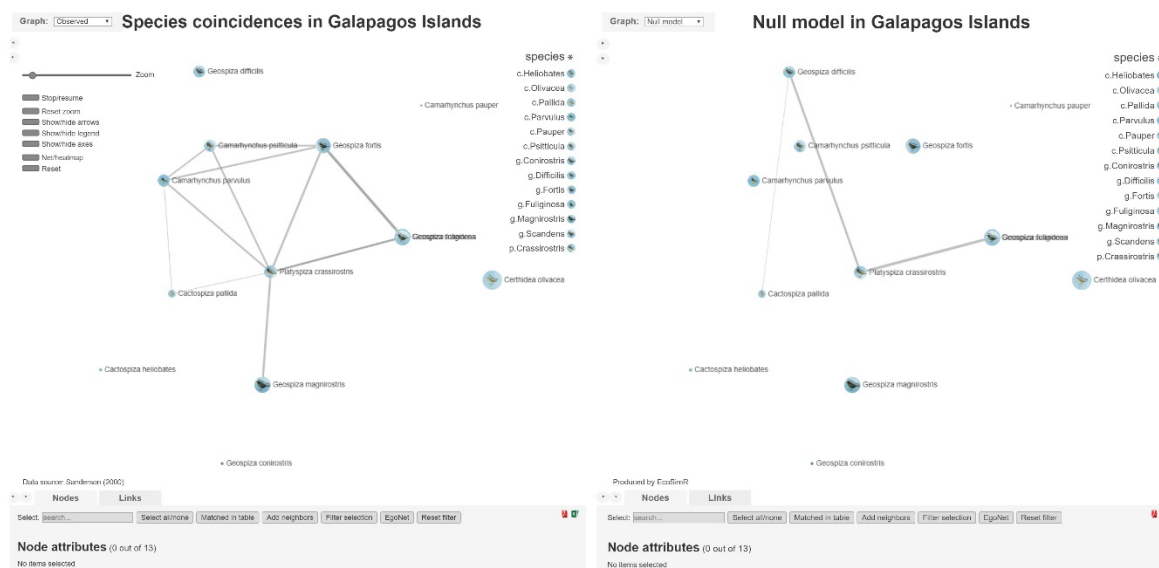 Graph: Observed
Species coincidences in Galapagos Islands
Zoom
Stop/resume
Reset zoom
Show/hide arrows
Show/hide legend
Show/hide axes
Net/heatmap
Reset
species
c.Heliobates
c.Olivacea
c.Pallida
c.Parvulus
c.Pauper
c.Psitticula
g.Conirostris
g.Difficilis
g.Fortis
g.Fuliginosa
g.Magnirostris
g.Scandens
p.Crassirostris
Geospiza difficilis
Camarhynchus pauper
Camarhynchus psitticula
Geospiza fortis
Camarhynchus parvulus
Geospiza
Platyspiza crassirostris
Certhidea olivacea
Cactospiza pallida
Cactospiza heliobates
Geospiza magnirostris
Geospiza conirostris
Data source: Sanderson (2000)
Nodes
Links
Select: search...
Select all/none
Matched in table
Add neighbors
Filter selection
EgoNet
Reset filter
Node attributes (0 out of 13)
No items selected
Graph: Null model
Null model in Galapagos Islands
species
c.Heliobates
c.Olivacea
c.Pallida
c.Parvulus
c.Pauper
c.Psitticula
g.Conirostris
g.Difficilis
g.Fortis
g.Fuliginosa
g.Magnirostris
g.Scandens
p.Crassirostris
Geospiza difficilis
Camarhynchus pauper
Camarhynchus psitticula
Geospiza fortis
Camarhynchus parvulus
Geospiza
Platyspiza crassirostris
Certhidea olivacea
Cactospiza pallida
Cactospiza heliobates
Geospiza magnirostris
Geospiza conirostris
Produced by EcoSimR
Nodes
Links
Select: search...
Select all/none
Matched in table
Add neighbors
Filter selection
EgoNet
Reset filter
Node attributes (0 out of 13)
No items selected